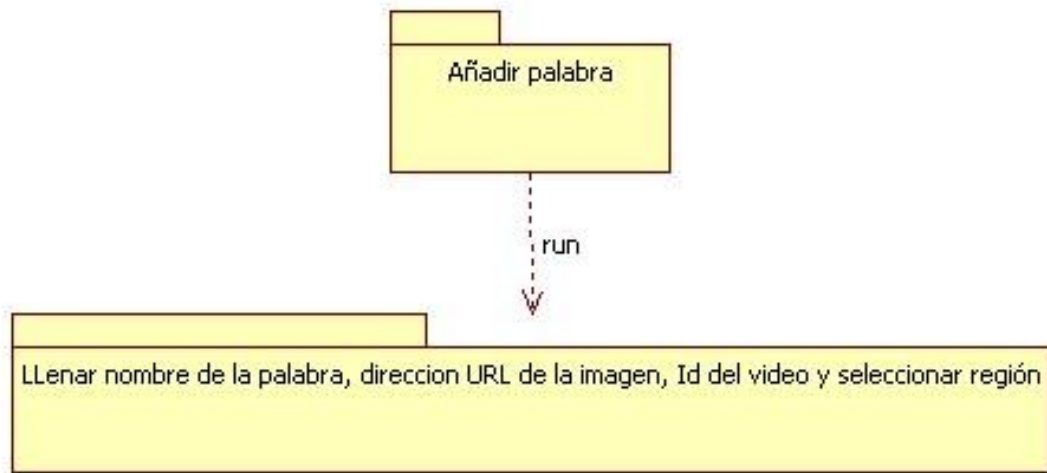 Añadir palabra
run
LLenar nombre de la palabra, direccion URL de la imagen, Id del video y seleccionar región